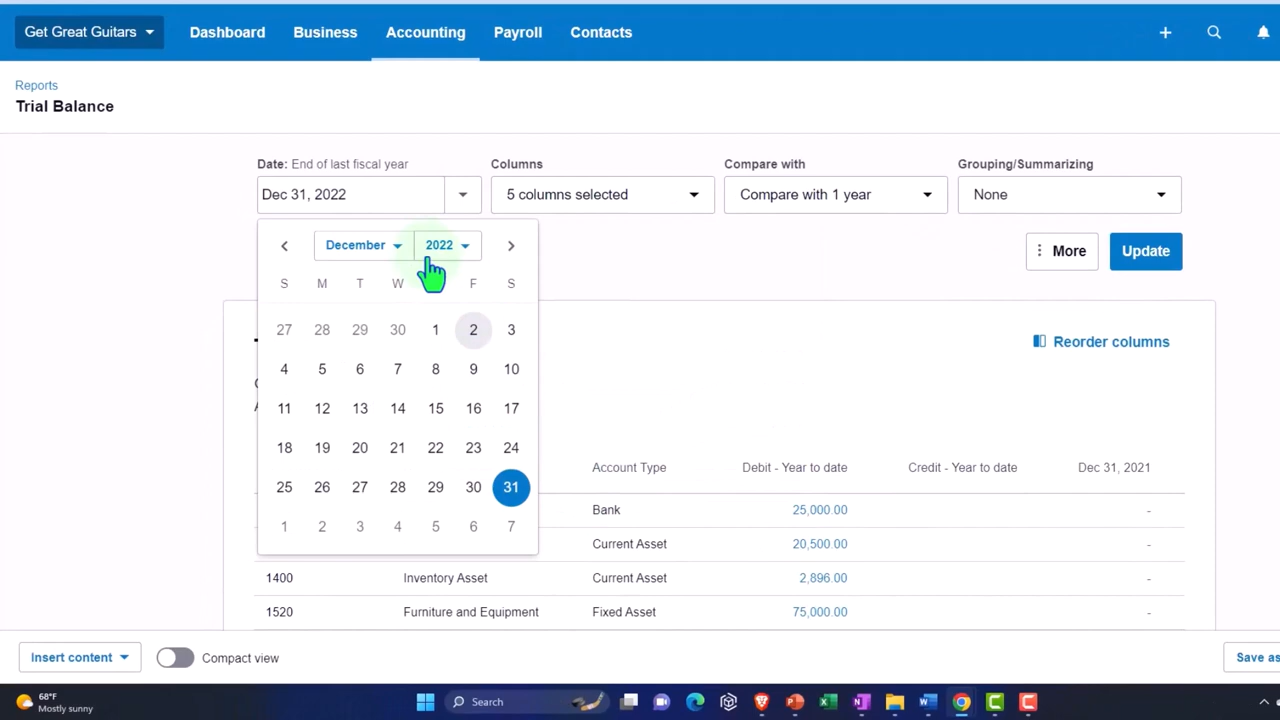 Get Great Guitars Dashboard Business Accounting Payroll Contacts
Reports
Trial Balance
Date: End of last fiscal year Columns Compare with Grouping/Summarizing
Dec 31, 2022 5 columns selected Compare with 1 year None
December 2022 More Update
S M T W F S
27 28 29 30 1 2 3
Reorder columns
4 5 6 7 8 9 10
11 12 13 14 15 16 17
18 19 20 21 22 23 24
Account Type Debit - Year to date Credit - Year to date Dec 31, 2021
25 26 27 28 29 30 31
Bank 25,000.00 -
1 2 3 4 5 6 7
Current Asset 20,500.00 -
1400 Inventory Asset Current Asset 2,896.00 -
1520 Furniture and Equipment Fixed Asset 75,000.00 -
Insert content Compact view Save as
68°F
Mostly sunny
Search